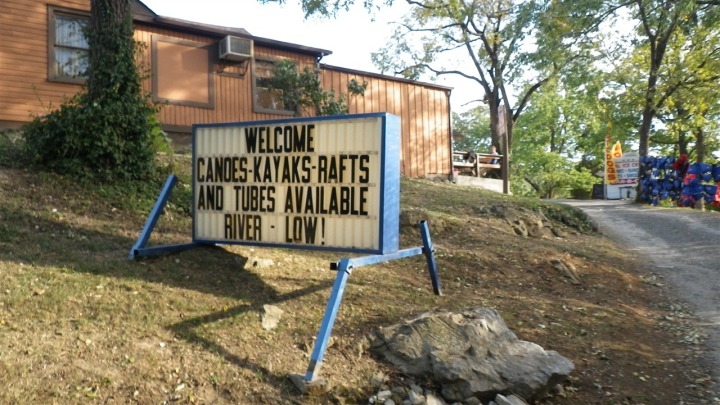 WELCOME
CANOES-KAYAKS-RAFTS
AND TUBES AVAILABLE
RIVER - LOW!